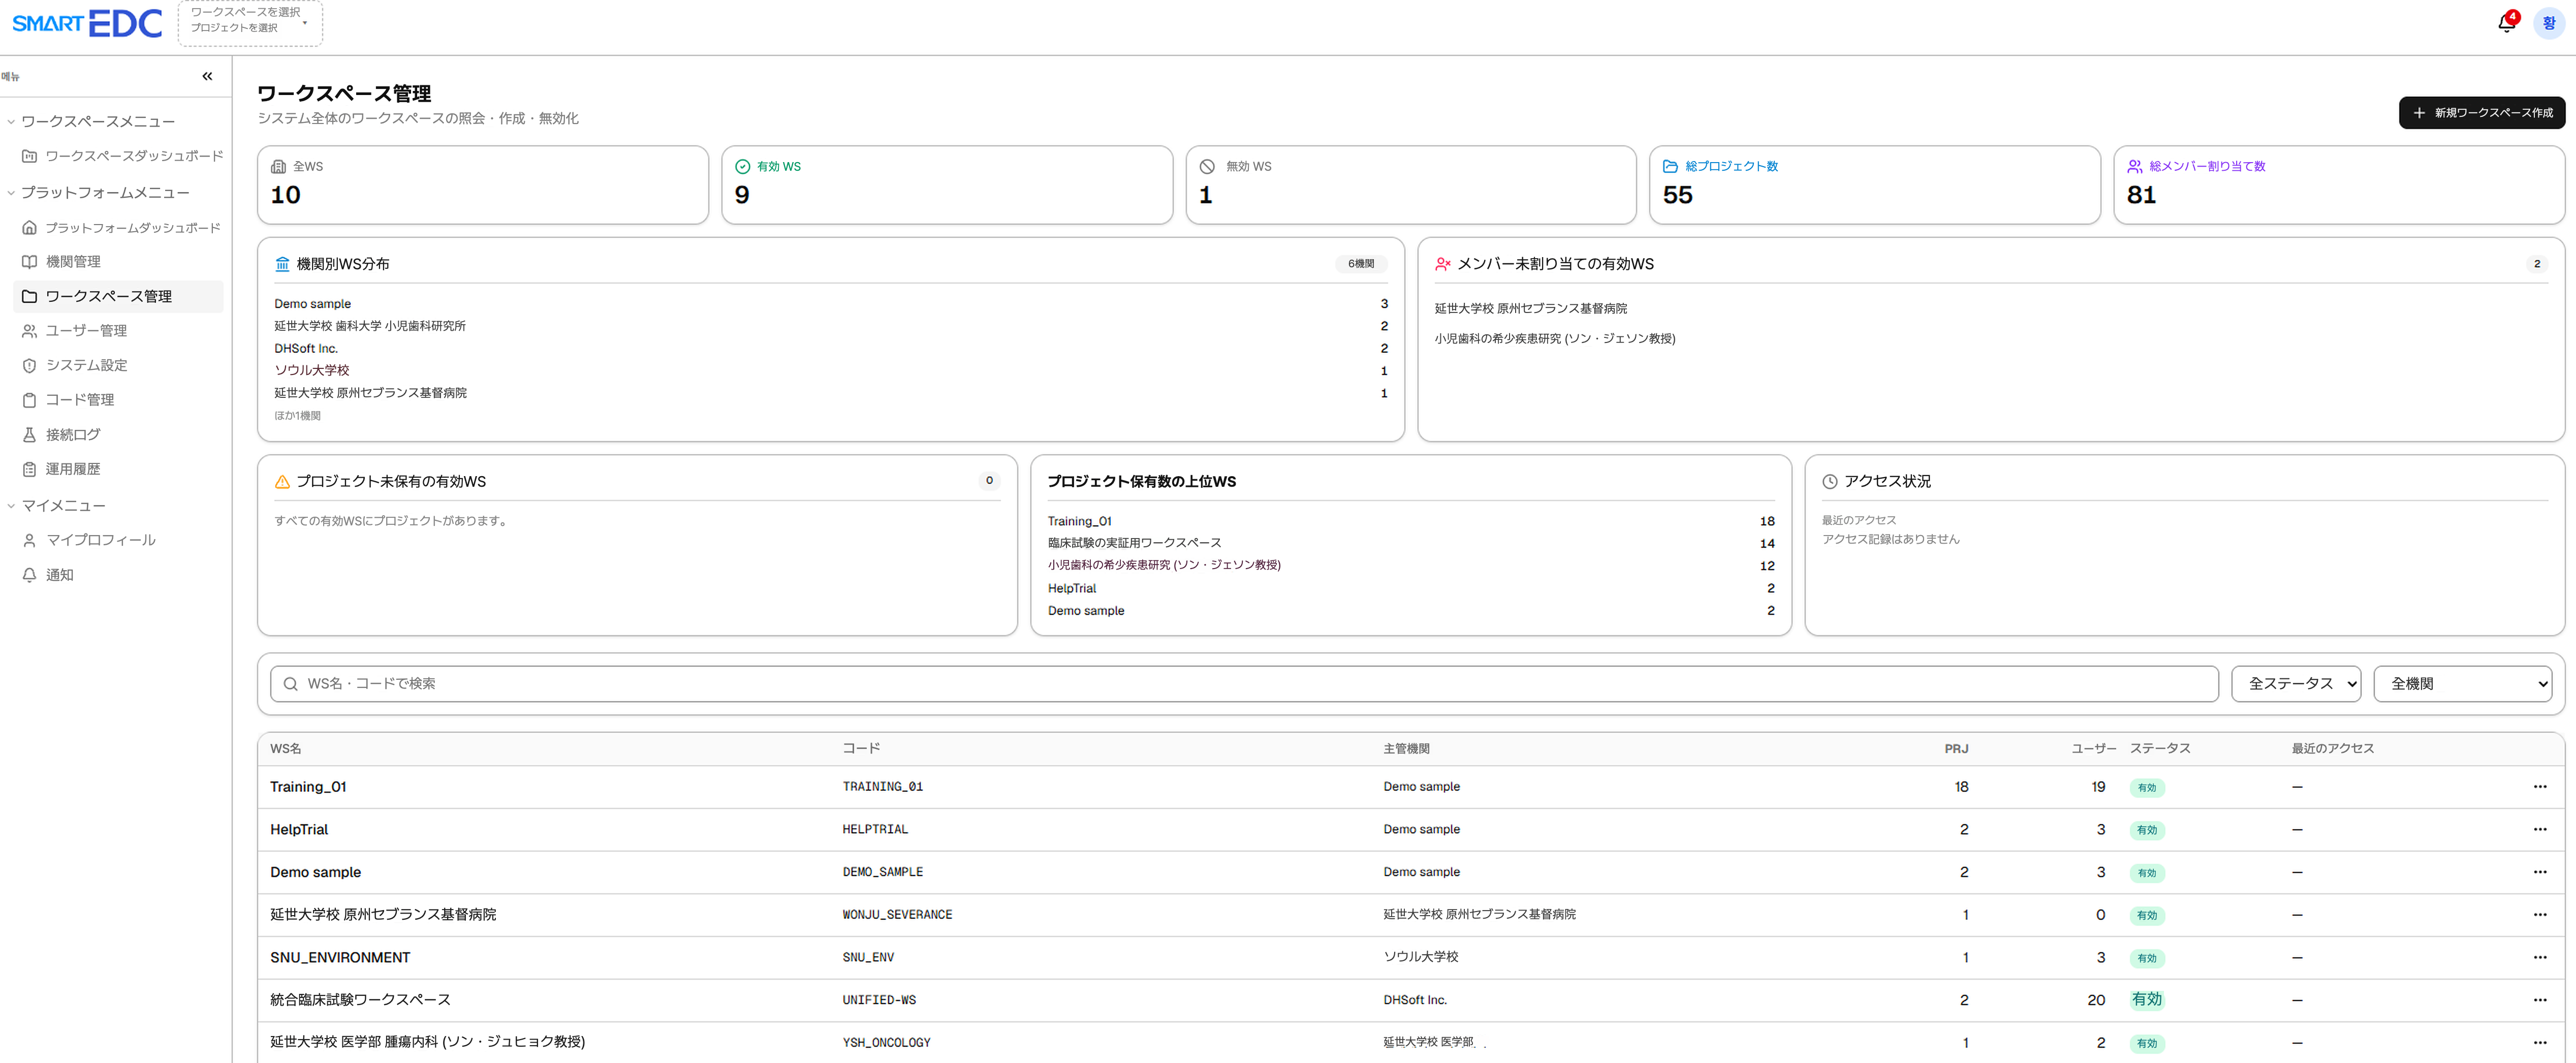 SMART EDC
ワークスペースを選択
プロジェクトを選択
4
황
메뉴
ワークスペースメニュー
ワークスペースダッシュボード
プラットフォームメニュー
プラットフォームダッシュボード
機関管理
ワークスペース管理
ユーザー管理
システム設定
コード管理
接続ログ
運用履歴
マイメニュー
マイプロフィール
通知
ワークスペース管理
システム全体のワークスペースの照会・作成・無効化
新規ワークスペース作成
全WS
10
有効 WS
9
無効 WS
1
総プロジェクト数
55
総メンバー割り当て数
81
機関別WS分布 6機関
Demo sample 3
延世大学校 歯科大学 小児歯科研究所 2
DHSoft Inc. 2
ソウル大学校 1
延世大学校 原州セブランス基督病院 1
ほか1機関
メンバー未割り当ての有効WS 2
延世大学校 原州セブランス基督病院
小児歯科の希少疾患研究 (ソン・ジェソン教授)
プロジェクト未保有の有効WS 0
すべての有効WSにプロジェクトがあります。
プロジェクト保有数の上位WS
Training_01 18
臨床試験の実証用ワークスペース 14
小児歯科の希少疾患研究 (ソン・ジェソン教授) 12
HelpTrial 2
Demo sample 2
アクセス状況
最近のアクセス
アクセス記録はありません
WS名・コードで検索
全ステータス
全機関
WS名 コード 主管機関 PRJ ユーザー ステータス 最近のアクセス
Training_01 TRAINING_01 Demo sample 18 19 有効 —
HelpTrial HELPTRIAL Demo sample 2 3 有効 —
Demo sample DEMO_SAMPLE Demo sample 2 3 有効 —
延世大学校 原州セブランス基督病院 WONJU_SEVERANCE 延世大学校 原州セブランス基督病院 1 0 有効 —
SNU_ENVIRONMENT SNU_ENV ソウル大学校 1 3 有効 —
統合臨床試験ワークスペース UNIFIED-WS DHSoft Inc. 2 20 有効 —
延世大学校 医学部 腫瘍内科 (ソン・ジュヒョク教授) YSH_ONCOLOGY 延世大学校 医学部 1 2 有効 —